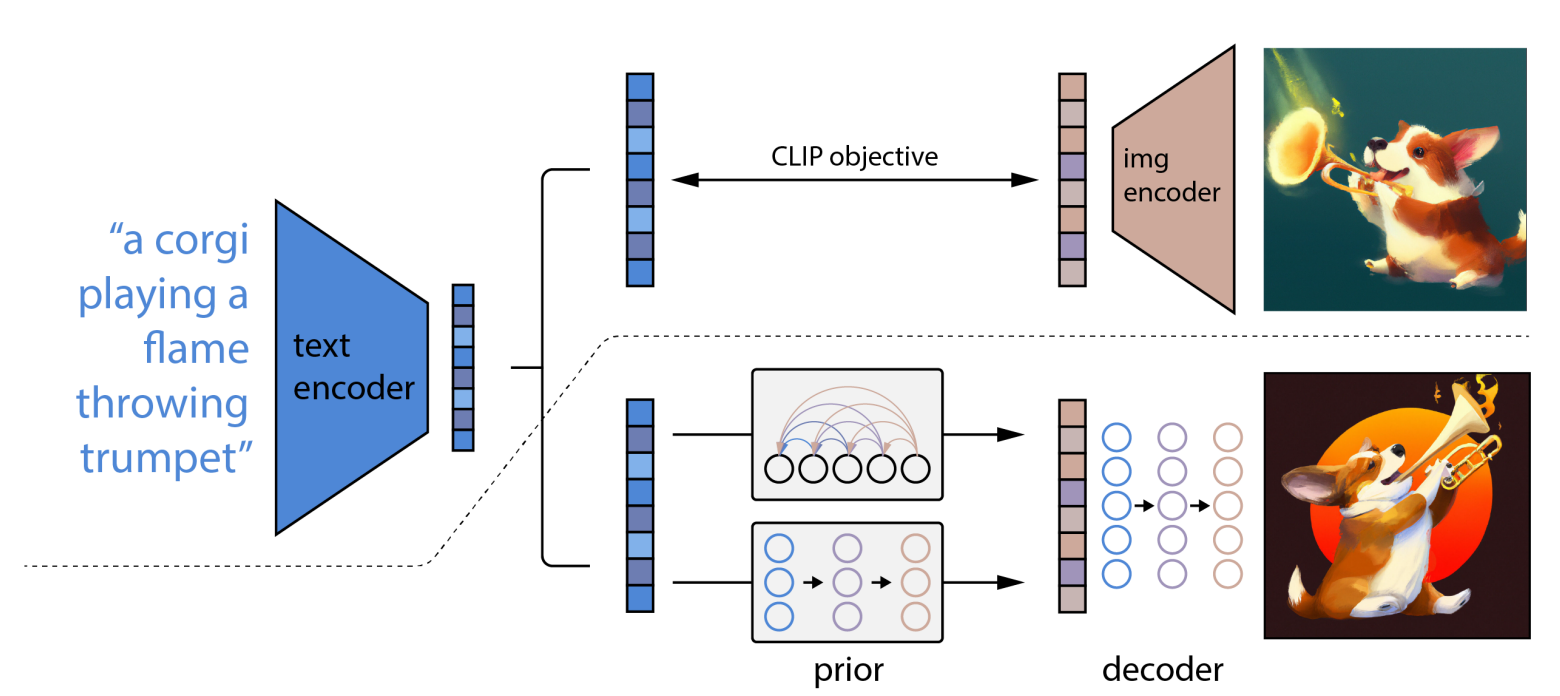 “a corgi
playing a
flame
throwing
trumpet”
text
encoder
CLIP objective
img
encoder
prior
decoder